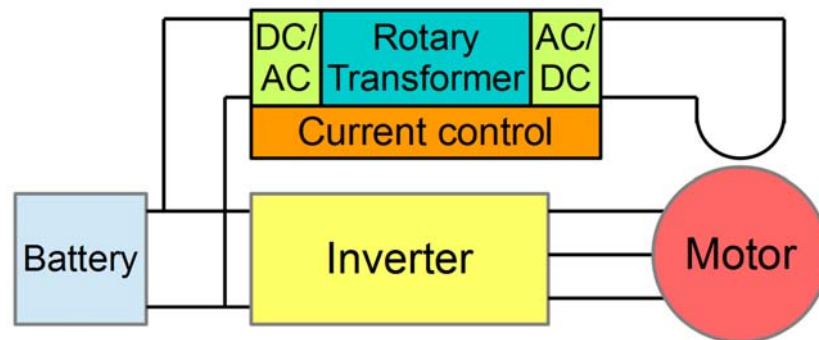 DC/
AC
Rotary
Transformer
AC/
DC
Current control
Battery
Inverter
Motor